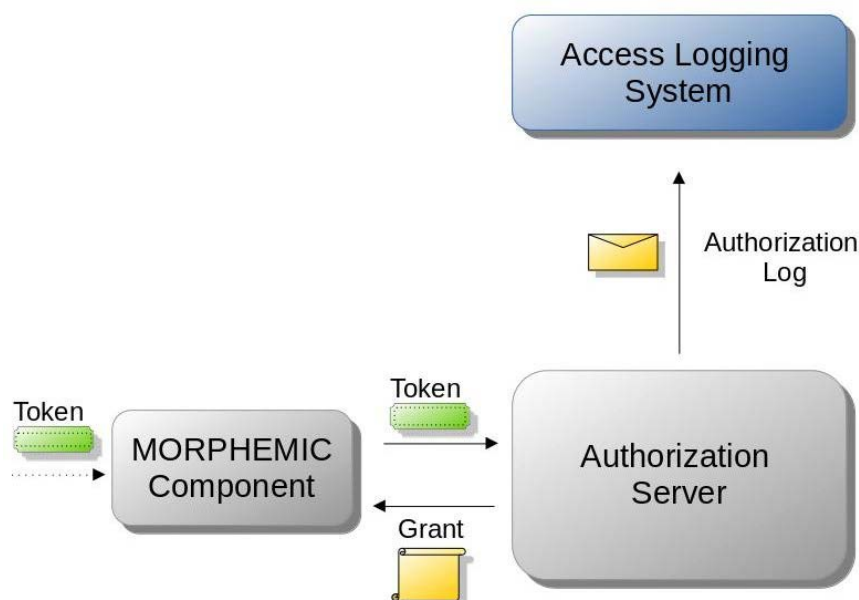 Access Logging
System
Authorization
Log
Token
Token
MORPHEMIC
Component
Authorization
Server
Grant